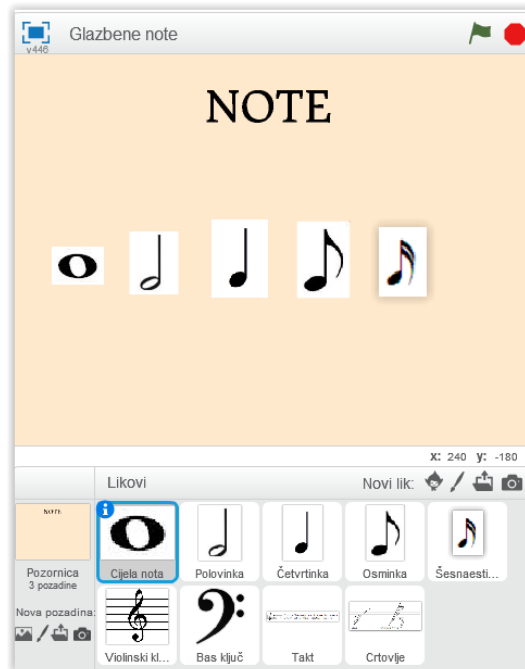 Glazbene note
v446
NOTE
x: 240 y: -180
Likovi
Novi lik:
NOTE
Pozornica
3 pozadine
Nova pozadina:
Cijela nota
Polovinka
Četvrtinka
Osminka
Šesnaesti...
Violinski kl...
Bas ključ
Takt
Crtovlje